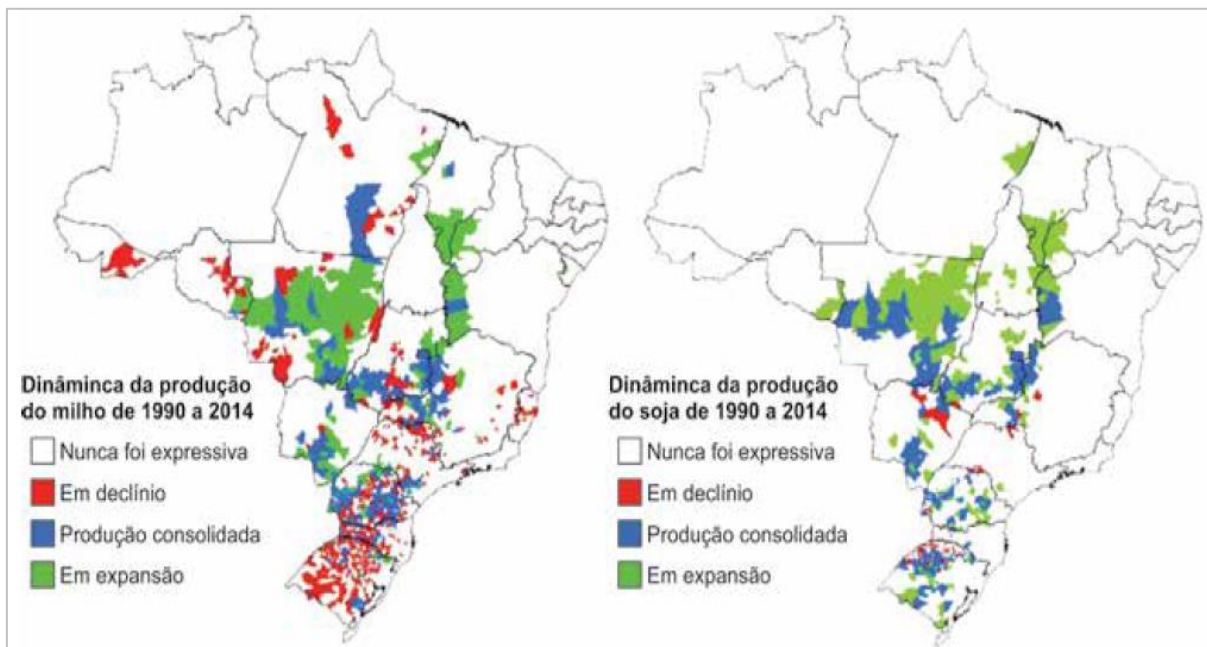 Dinâminca da produção
do milho de 1990 a 2014
Nunca foi expressiva
Em declínio
Produção consolidada
Em expansão
Dinâminca da produção
do soja de 1990 a 2014
Nunca foi expressiva
Em declínio
Produção consolidada
Em expansão